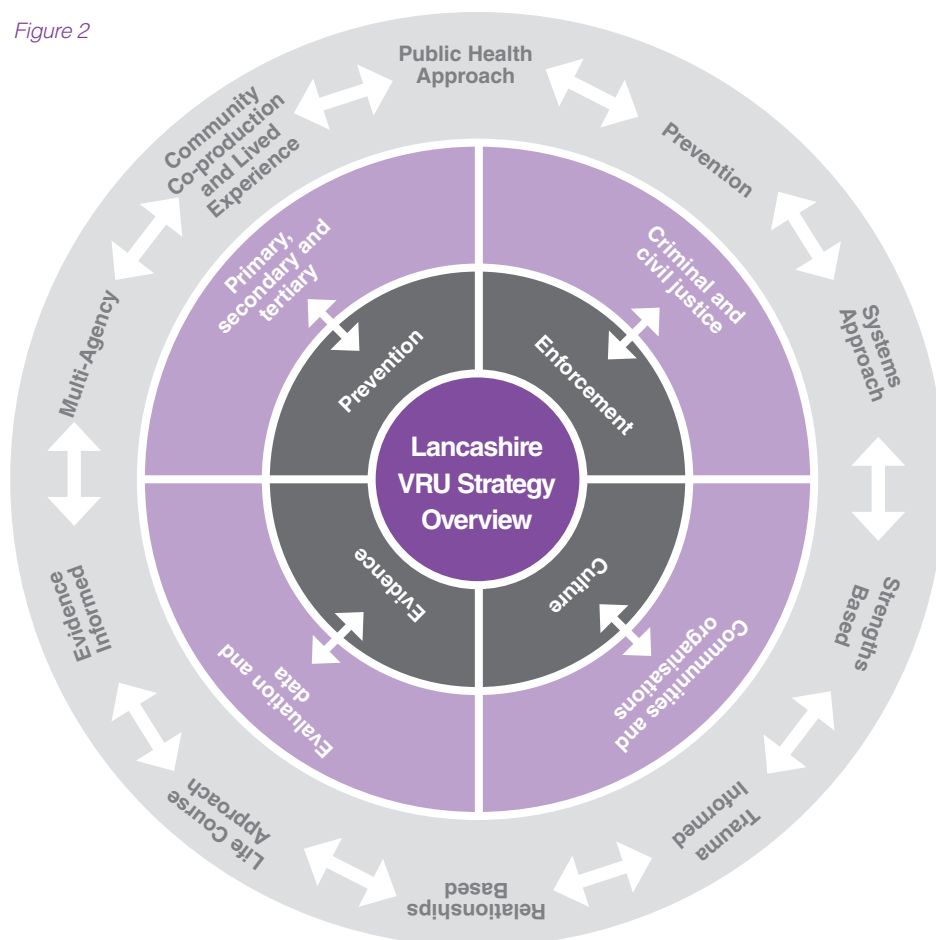 Figure 2
Public Health
Approach
Prevention
Systems
Approach
Strengths
Based
Trauma
Informed
Relationships
Based
Life Course
Approach
Evidence
Informed
Multi-Agency
Community
Co-production
and Lived
Experience
Primary,
secondary and
tertiary
Criminal and
civil justice
Communities and
organisations
Evaluation and
data
Prevention
Enforcement
Culture
Evidence
Lancashire
VRU Strategy
Overview